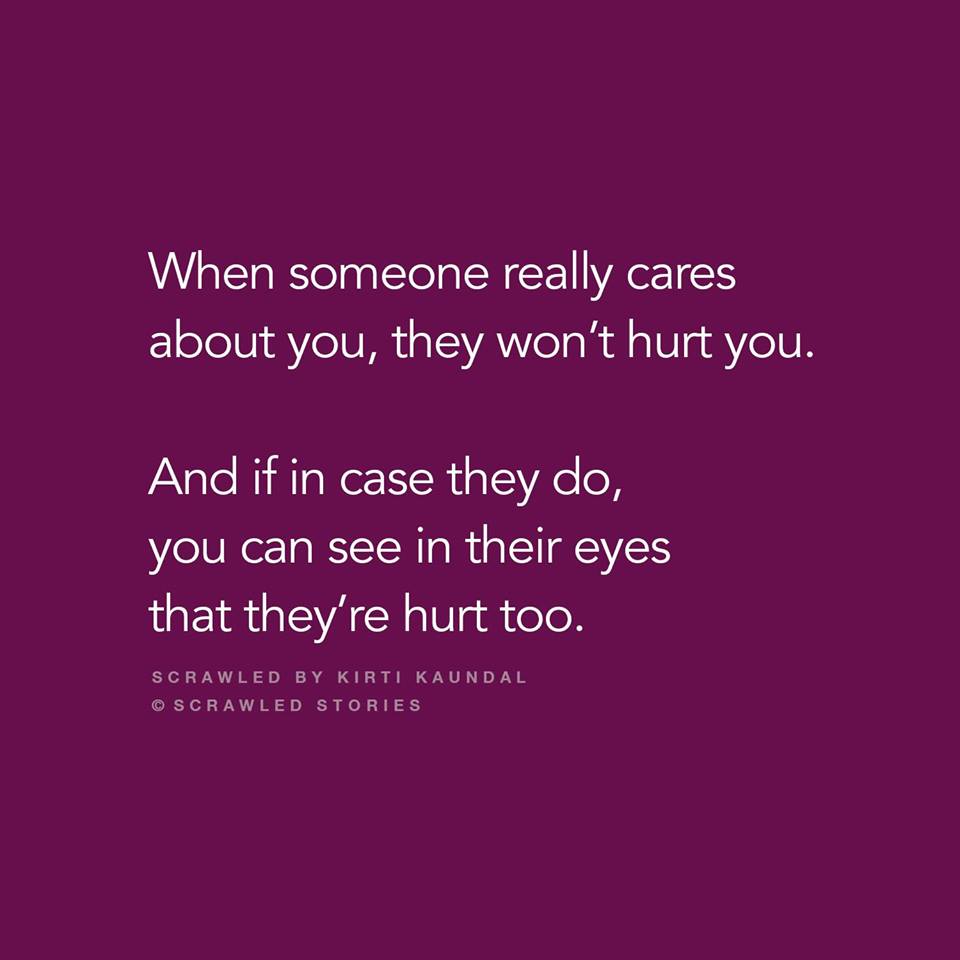 When someone really cares
about you, they won’t hurt you.
And if in case they do,
you can see in their eyes
that they’re hurt too.
SCRAWLED BY KIRTI KAUNDAL
© SCRAWLED STORIES